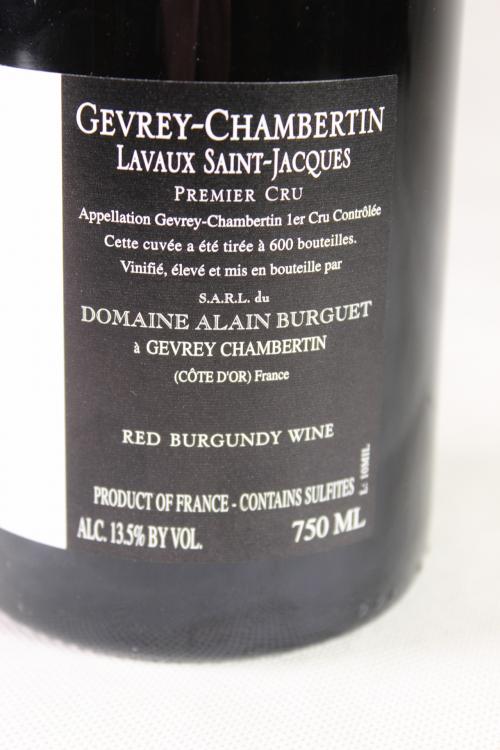 GEVREY-CHAMBERTIN
LAVAUX SAINT-JACQUES
PREMIER CRU
Appellation Gevrey-Chambertin 1er Cru Contrôlée
Cette cuvée a été tirée à 600 bouteilles.
Vinifié, élevé et mis en bouteille par
S.A.R.L. du
DOMAINE ALAIN BURGUET
à GEVREY CHAMBERTIN
(CÔTE D'OR) France
RED BURGUNDY WINE
L: 10MIL
PRODUCT OF FRANCE - CONTAINS SULFITES
ALC. 13.5% BY VOL. 750 ML